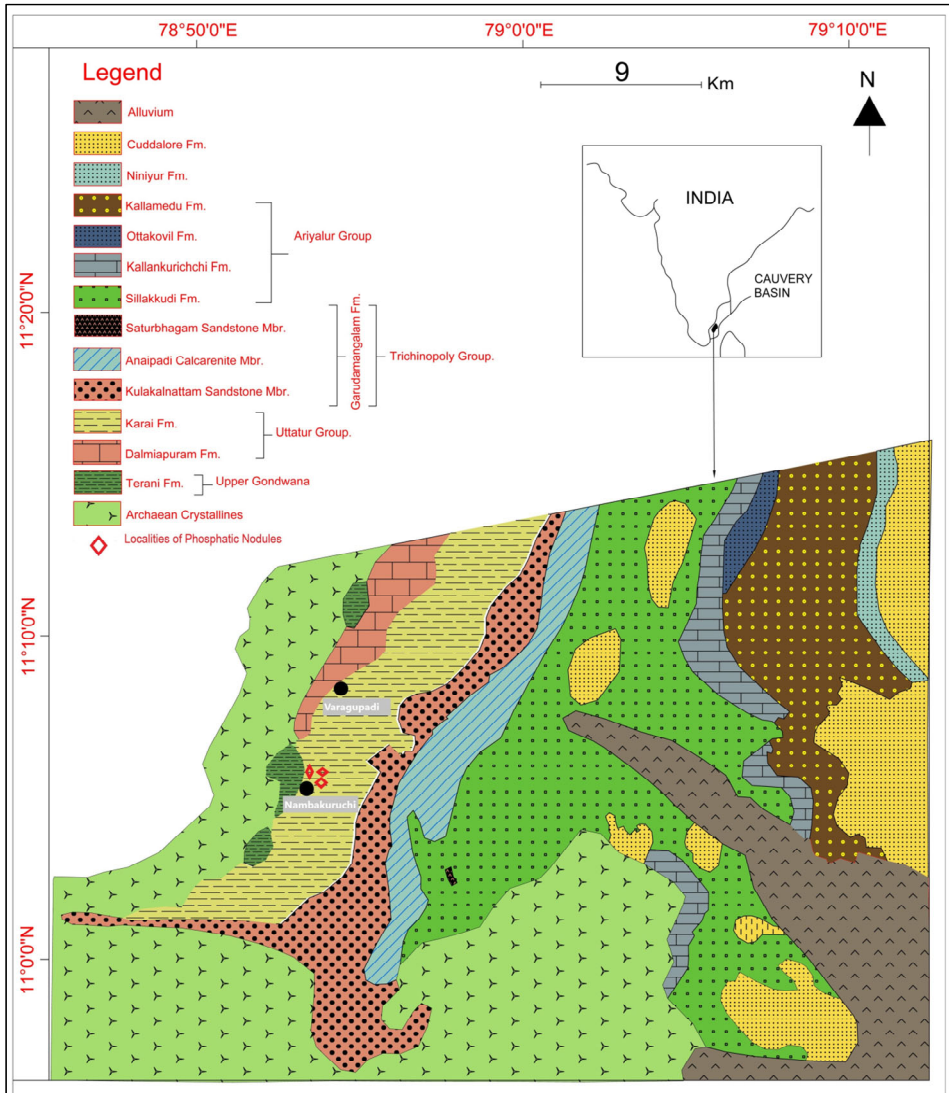 78°50'0"E
79°0'0"E
79°10'0"E
Legend
9
Km
N
Alluvium
Cuddalore Fm.
Niniyur Fm.
Kallamedu Fm.
Ottakovil Fm.
Ariyalur Group
Kallankurichchi Fm.
Sillakkudi Fm.
Saturbhagam Sandstone Mbr.
Anaipadi Calcarenite Mbr.
Kulakalnattam Sandstone Mbr.
Garudamangalam Fm.
Trichinopoly Group.
Karai Fm.
Uttatur Group.
Dalmiapuram Fm.
Terani Fm.
Upper Gondwana
Archaean Crystallines
Localities of Phosphatic Nodules
INDIA
CAUVERY
BASIN
11°20'0"N
11°10'0"N
11°0'0"N
Varagupadi
Nambakuruchi